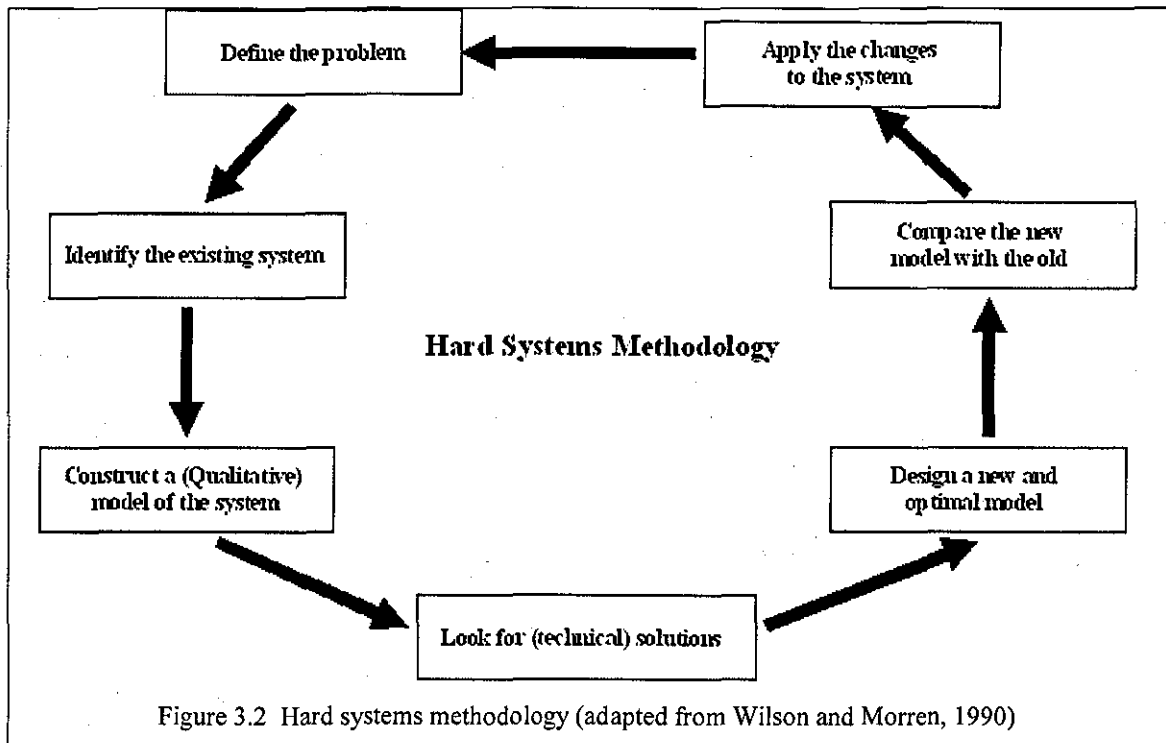 Define the problem
Apply the changes
to the system
Identify the existing system
Compare the new
model with the old
Hard Systems Methodology
Construct a (Qualitative)
model of the system
Design a new and
optimal model
Look for (technical) solutions
Figure 3.2 Hard systems methodology (adapted from Wilson and Morren, 1990)